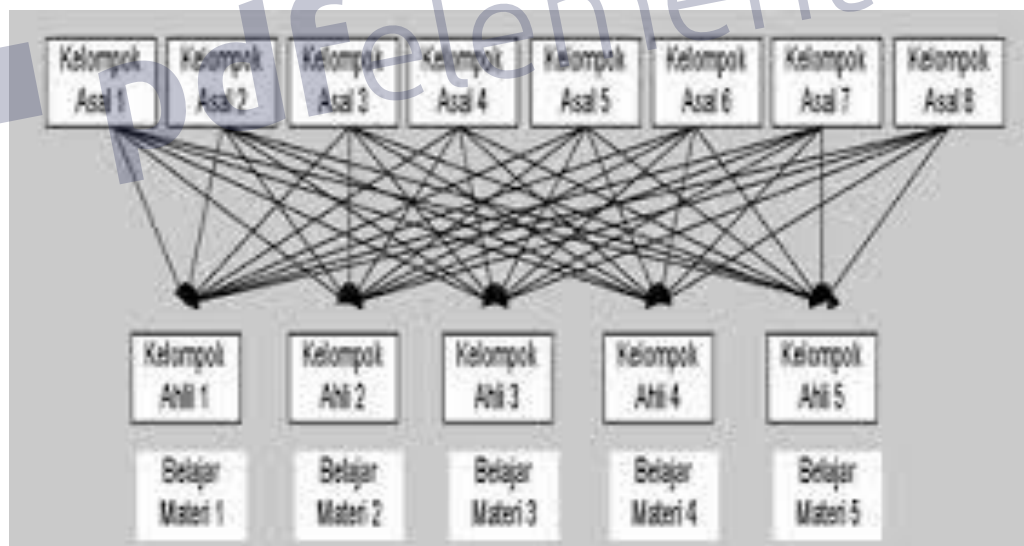 pdfelement
Kelompok
Asal 1
Kelompok
Asal 2
Kelompok
Asal 3
Kelompok
Asal 4
Kelompok
Asal 5
Kelompok
Asal 6
Kelompok
Asal 7
Kelompok
Asal 8
Kelompok
Ahli 1
Kelompok
Ahli 2
Kelompok
Ahli 3
Kelompok
Ahli 4
Kelompok
Ahli 5
Belajar
Materi 1
Belajar
Materi 2
Belajar
Materi 3
Belajar
Materi 4
Belajar
Materi 5